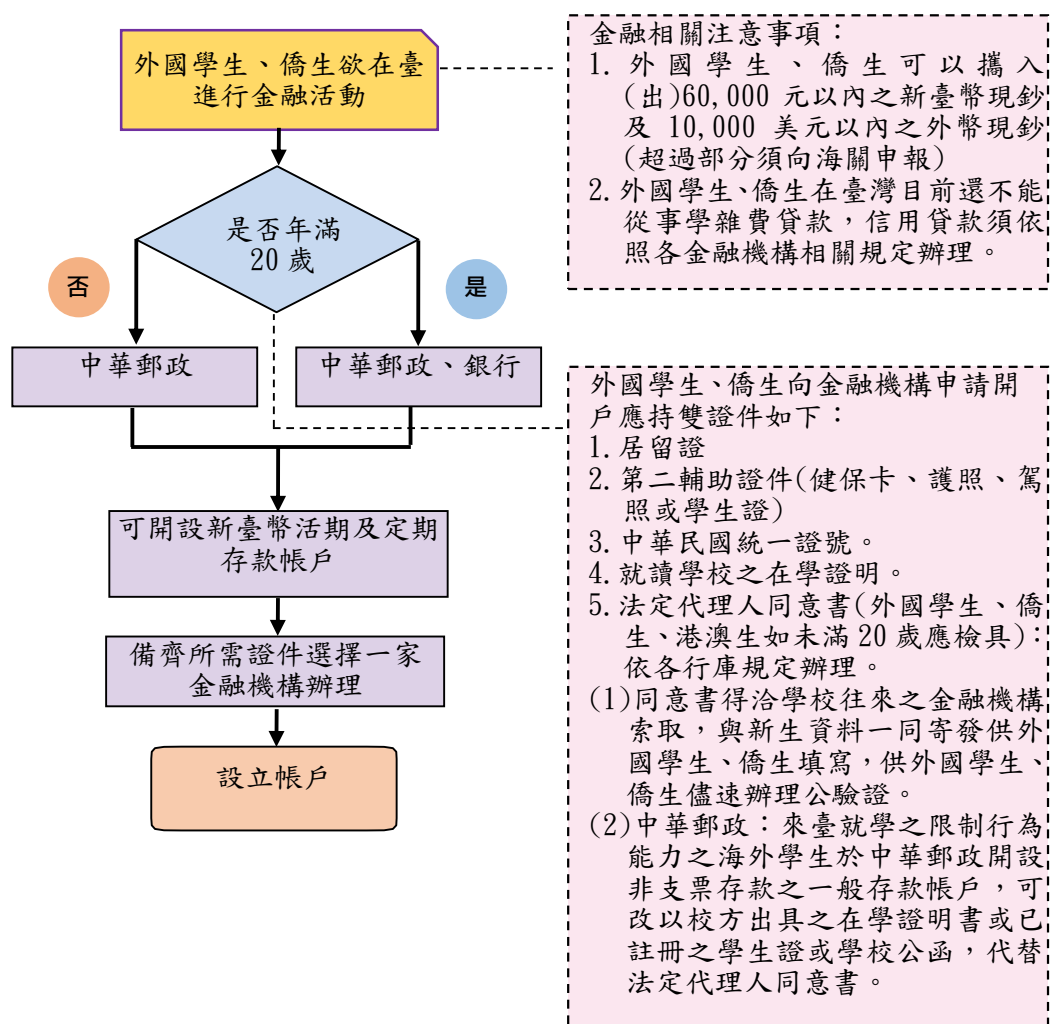 外國學生、僑生欲在臺
進行金融活動
是否年滿
20 歲
否
是
中華郵政
中華郵政、銀行
可開設新臺幣活期及定期
存款帳戶
備齊所需證件選擇一家
金融機構辦理
設立帳戶
金融相關注意事項：
1. 外國學生、僑生可以攜入
(出)60,000 元以內之新臺幣現鈔
及 10,000 美元以內之外幣現鈔
(超過部分須向海關申報)
2. 外國學生、僑生在臺灣目前還不能
從事學雜費貸款，信用貸款須依
照各金融機構相關規定辦理。
外國學生、僑生向金融機構申請開
戶應持雙證件如下：
1. 居留證
2. 第二輔助證件(健保卡、護照、駕
照或學生證)
3. 中華民國統一證號。
4. 就讀學校之在學證明。
5. 法定代理人同意書(外國學生、僑
生、港澳生如未滿 20 歲應檢具)：
依各行庫規定辦理。
(1)同意書得洽學校往來之金融機構
索取，與新生資料一同寄發供外
國學生、僑生填寫，供外國學生、
僑生儘速辦理公驗證。
(2)中華郵政：來臺就學之限制行為
能力之海外學生於中華郵政開設
非支票存款之一般存款帳戶，可
改以校方出具之在學證明書或已
註冊之學生證或學校公函，代替
法定代理人同意書。